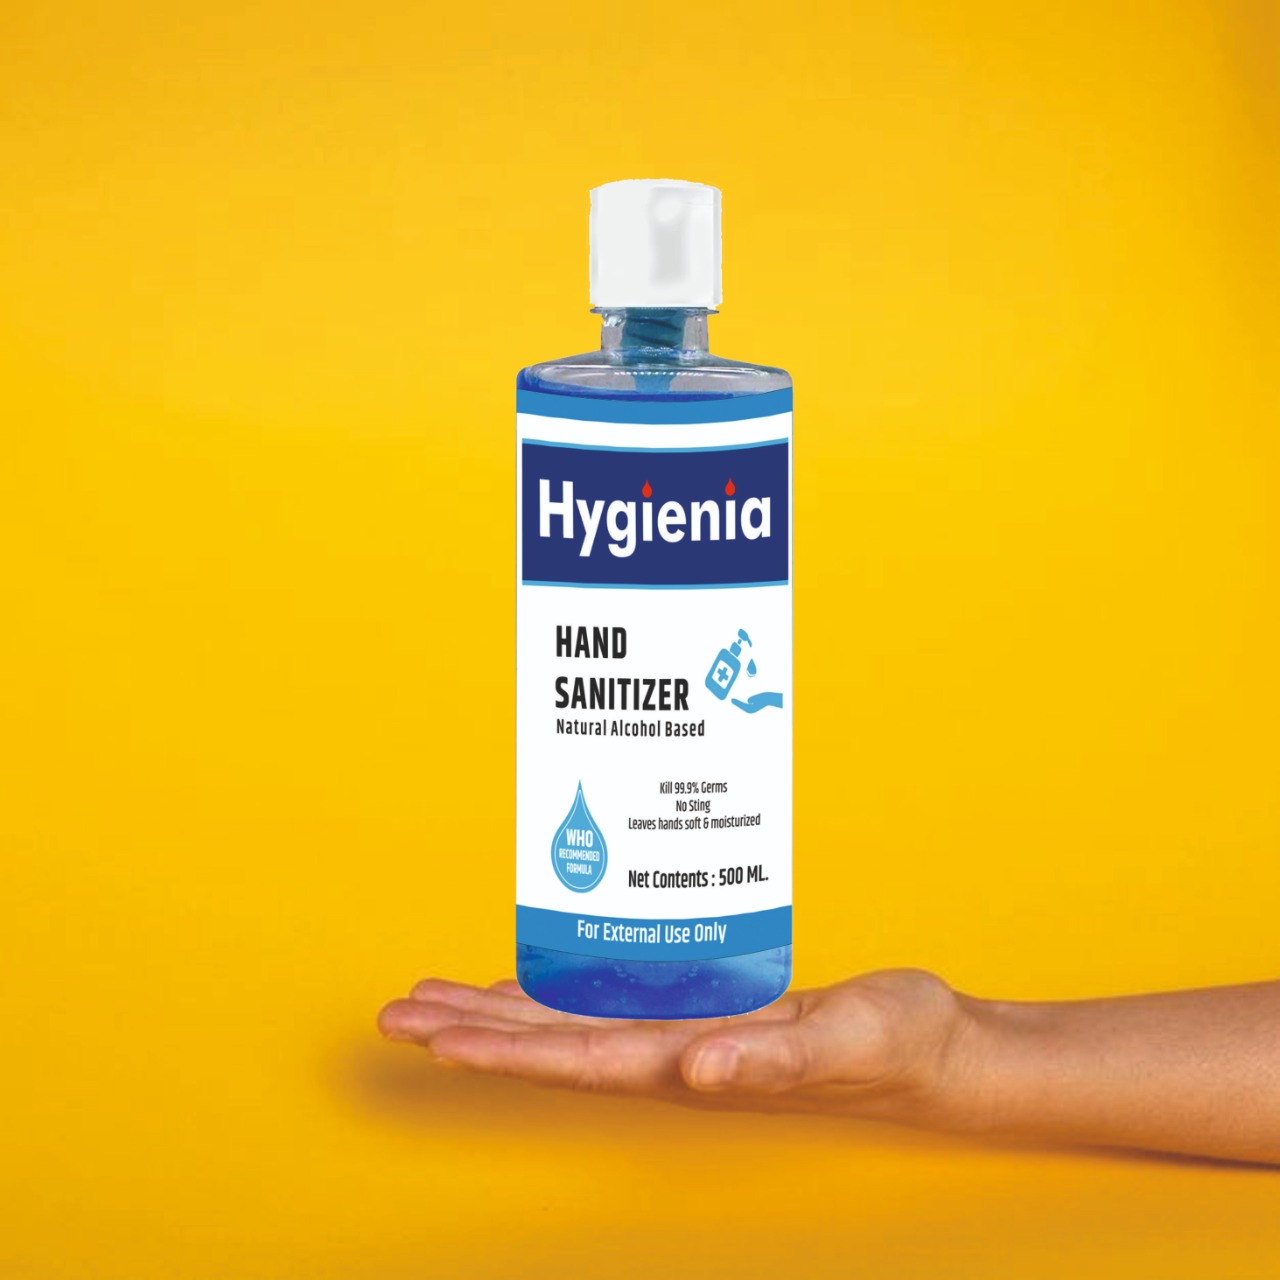 Hygienia
HAND
SANITIZER
Natural Alcohol Based
Kill 99.9% Germs
No Sting
Leaves hands soft & moisturized
WHO
RECOMMENDED
FORMULA
Net Contents : 500 ML.
For External Use Only